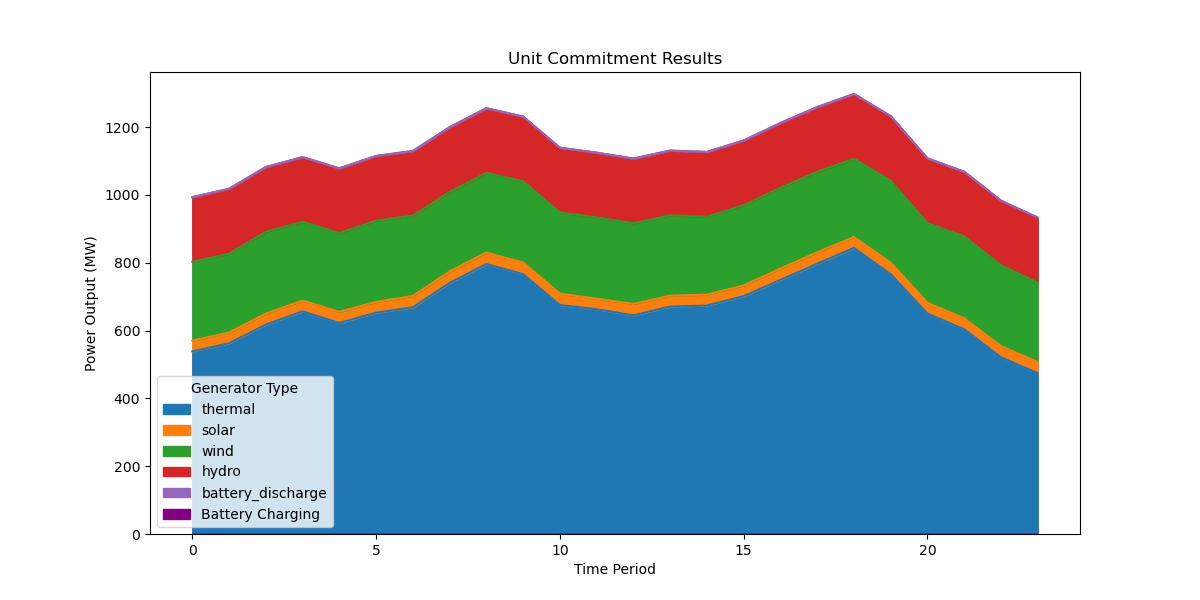 Unit Commitment Results
Power Output (MW)
1200
1000
800
600
400
200
0
Generator Type
thermal
solar
wind
hydro
battery_discharge
Battery Charging
0 5 10 15 20
Time Period